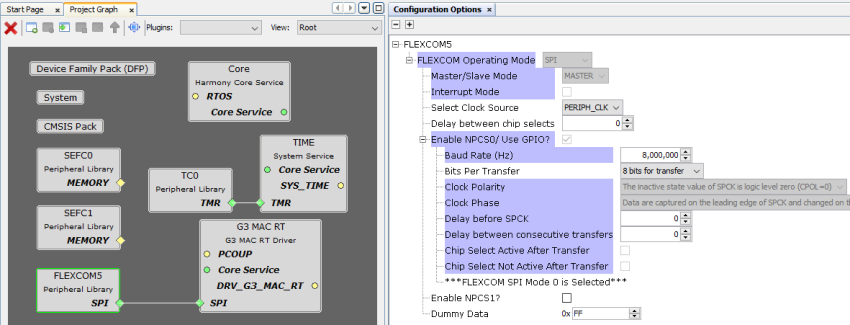 Start Page
Project Graph
Plugins:
View:
Root
Device Family Pack (DFP)
System
CMSIS Pack
Core
Harmony Core Service
RTOS
Core Service
SEFC0
Peripheral Library
MEMORY
TC0
Peripheral Library
TMR
TIME
System Service
Core Service
SYS_TIME
TMR
SEFC1
Peripheral Library
MEMORY
G3 MAC RT
G3 MAC RT Driver
PCOUP
Core Service
DRV_G3_MAC_RT
SPI
FLEXCOM5
Peripheral Library
SPI
Configuration Options
FLEXCOM5
FLEXCOM Operating Mode SPI
Master/Slave Mode MASTER
Interrupt Mode
Select Clock Source PERIPH_CLK
Delay between chip selects 0
Enable NPCS0/ Use GPIO?
Baud Rate (Hz) 8,000,000
Bits Per Transfer 8 bits for transfer
Clock Polarity The inactive state value of SPCK is logic level zero (CPOL=0)
Clock Phase Data are captured on the leading edge of SPCK and changed on th
Delay before SPCK 0
Delay between consecutive transfers 0
Chip Select Active After Transfer
Chip Select Not Active After Transfer
***FLEXCOM SPI Mode 0 is Selected***
Enable NPCS1?
Dummy Data 0x FF